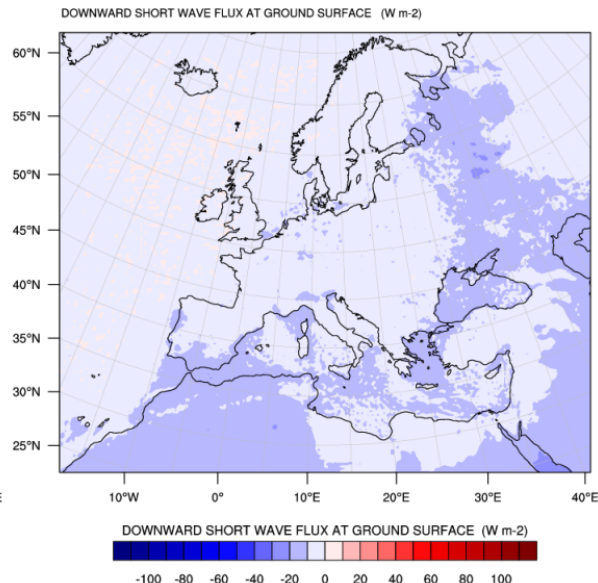 DOWNWARD SHORT WAVE FLUX AT GROUND SURFACE (W m-2)
60°N
55°N
50°N
45°N
40°N
35°N
30°N
25°N
E 10°W 0° 10°E 20°E 30°E 40°E
DOWNWARD SHORT WAVE FLUX AT GROUND SURFACE (W m-2)
-100 -80 -60 -40 -20 0 20 40 60 80 100